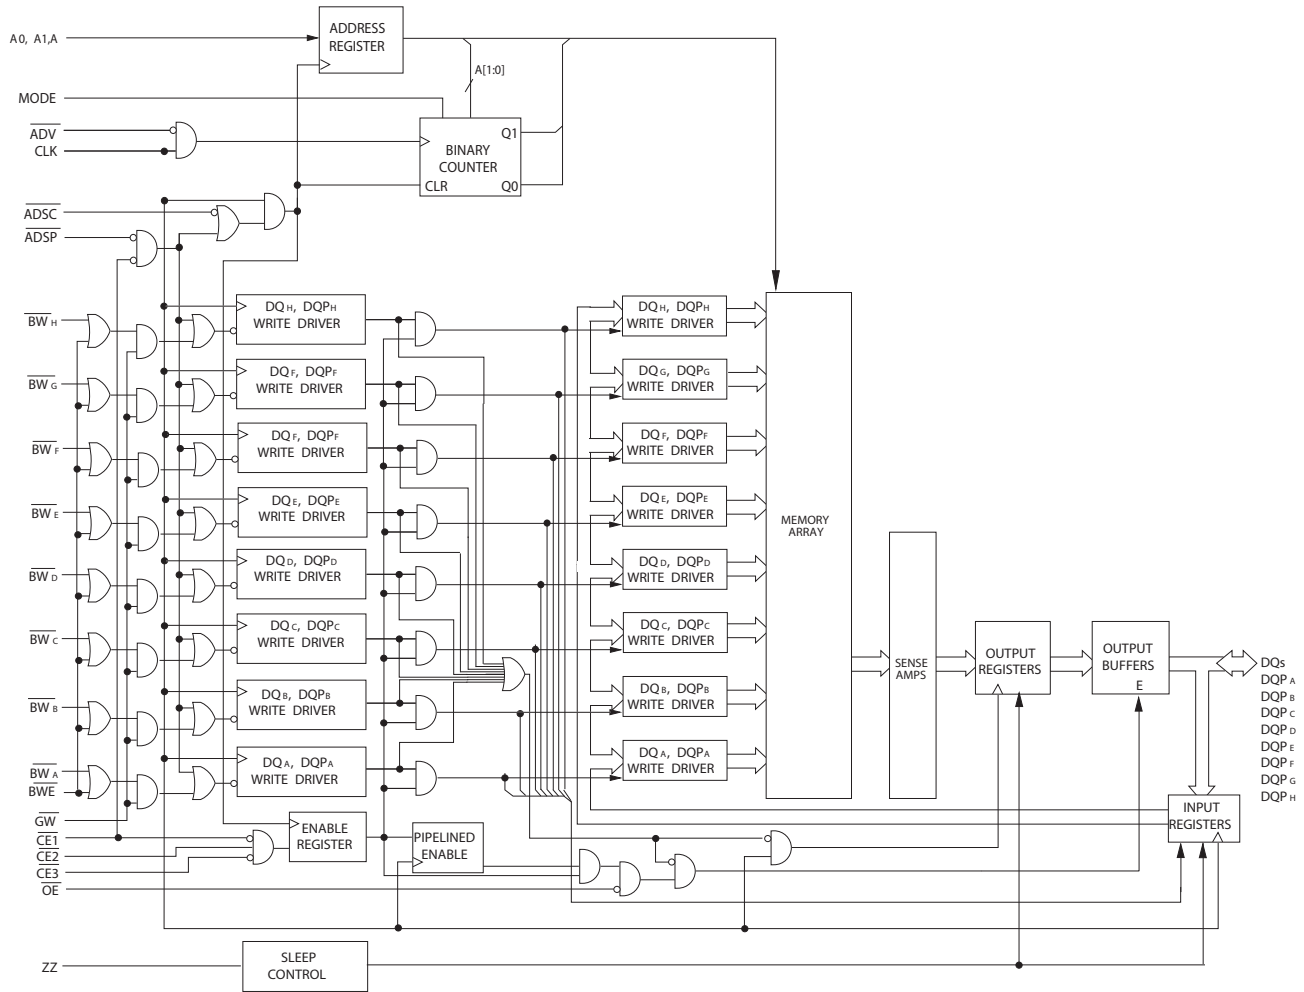 A0, A1,A
ADDRESS
REGISTER
A[1:0]
MODE
ADV
CLK
BINARY
COUNTER
Q1
CLR
Q0
ADSC
ADSP
BW H
DQ H, DQP H
WRITE DRIVER
DQ H, DQP H
WRITE DRIVER
BW G
DQ F, DQP F
WRITE DRIVER
DQ G, DQP G
WRITE DRIVER
BW F
DQ F, DQP F
WRITE DRIVER
DQ F, DQP F
WRITE DRIVER
BW E
DQ E, DQP E
WRITE DRIVER
DQ E, DQP E
WRITE DRIVER
MEMORY
ARRAY
BW D
DQ D, DQP D
WRITE DRIVER
DQ D, DQP D
WRITE DRIVER
BW C
DQ C, DQP C
WRITE DRIVER
DQ C, DQP C
WRITE DRIVER
SENSE
AMPS
OUTPUT
REGISTERS
OUTPUT
BUFFERS
E
BW B
DQ B, DQP B
WRITE DRIVER
DQ B, DQP B
WRITE DRIVER
BW A
BWE
DQ A, DQP A
WRITE DRIVER
DQ A, DQP A
WRITE DRIVER
DQs
DQP A
DQP B
DQP C
DQP D
DQP E
DQP F
DQP G
DQP H
INPUT
REGISTERS
GW
CE1
CE2
CE3
OE
ENABLE
REGISTER
PIPELINED
ENABLE
ZZ
SLEEP
CONTROL